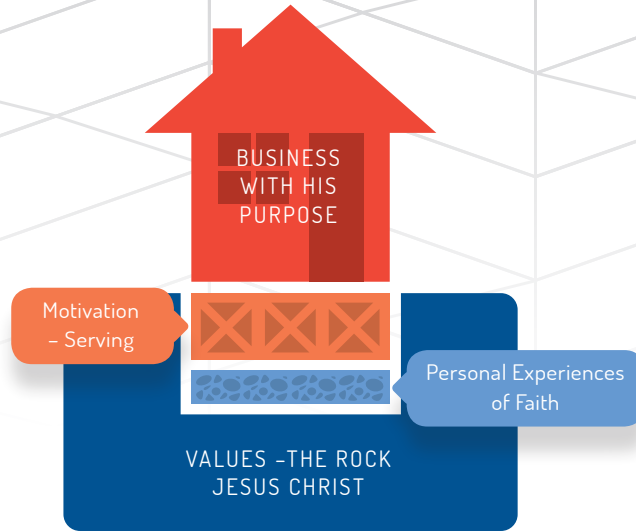 BUSINESS
WITH HIS
PURPOSE
Motivation
– Serving
Personal Experiences
of Faith
VALUES –THE ROCK
JESUS CHRIST